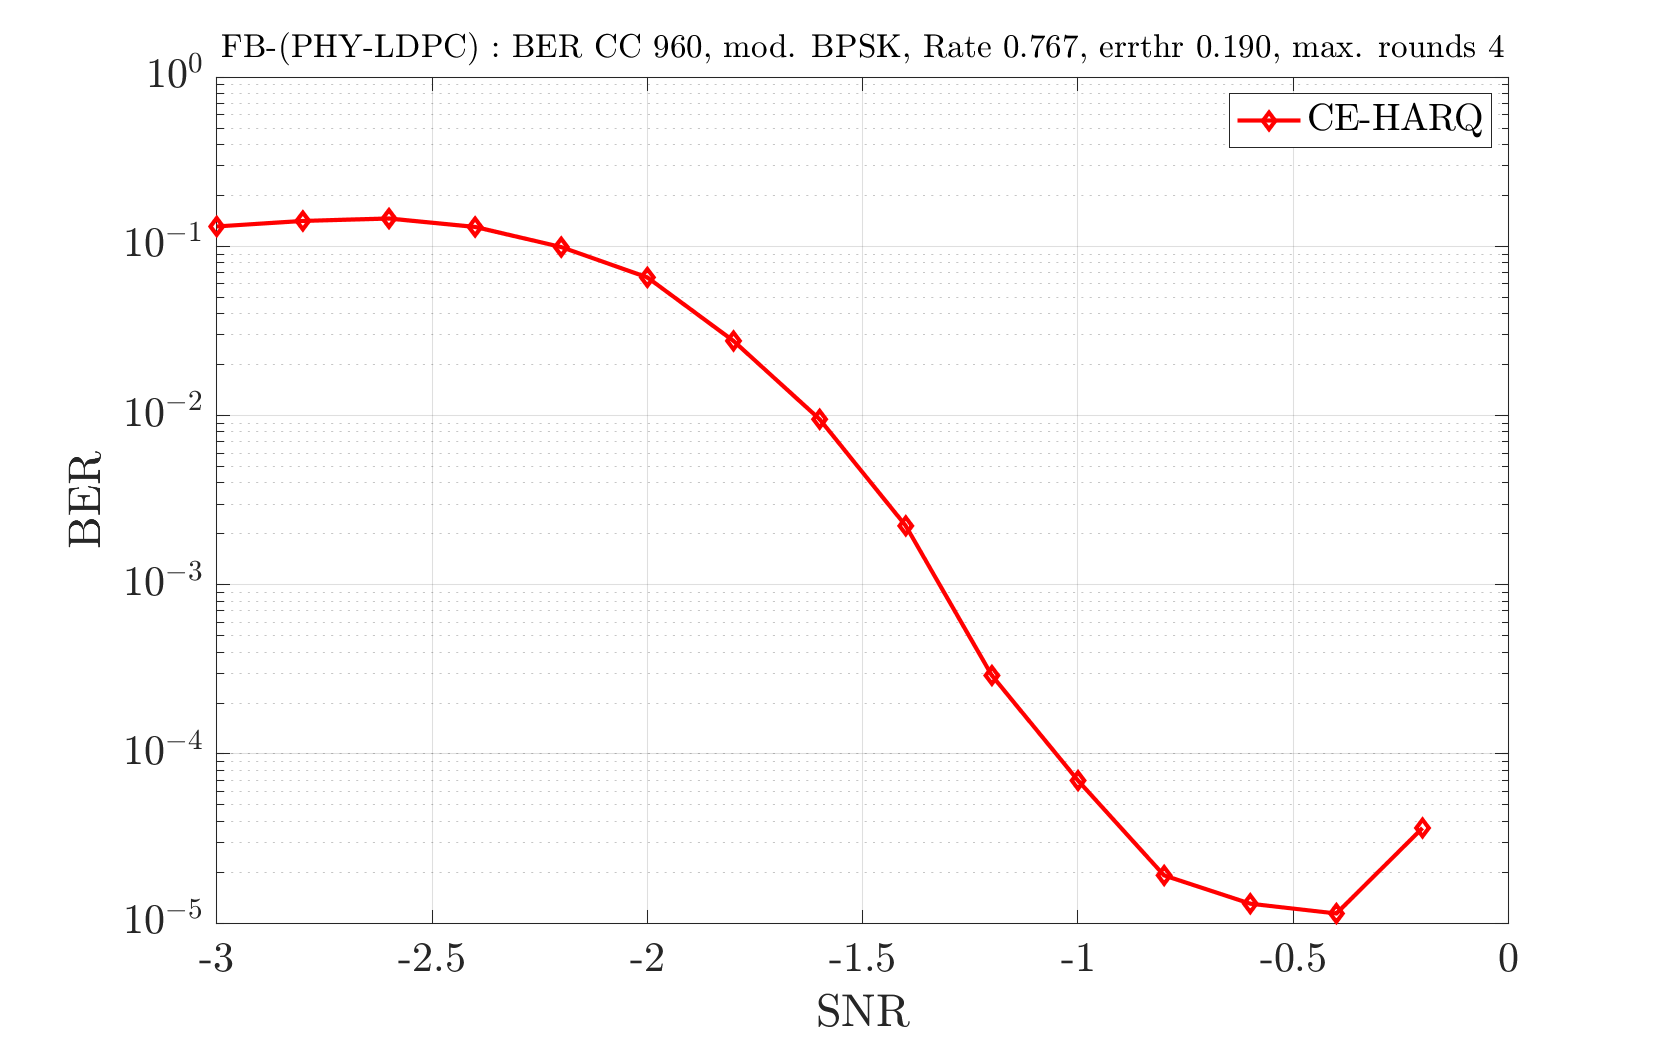 FB-(PHY-LDPC) : BER CC 960, mod. BPSK, Rate 0.767, errthr 0.190, max. rounds 4
CE-HARQ
BER
10^0
10^{-1}
10^{-2}
10^{-3}
10^{-4}
10^{-5}
-3 -2.5 -2 -1.5 -1 -0.5 0
SNR